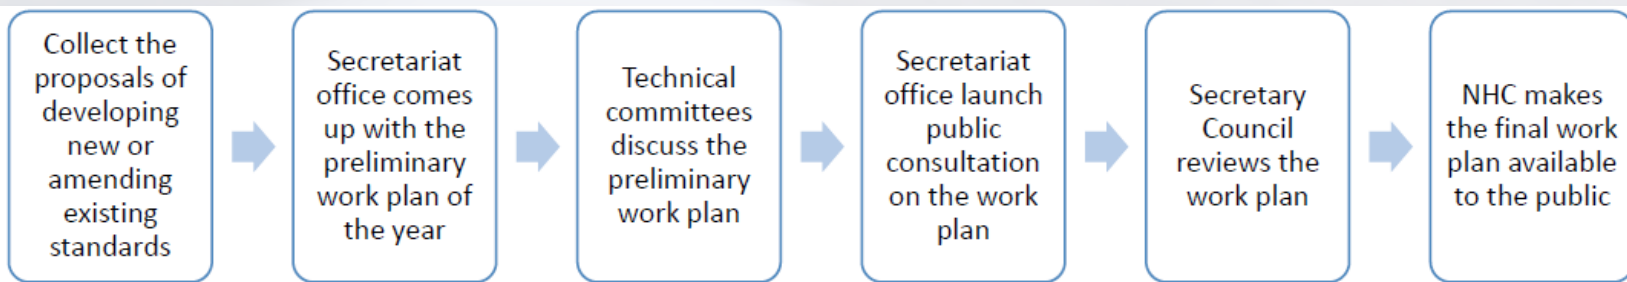 Collect the
proposals of
developing
new or
amending
existing
standards
Secretariat
office comes
up with the
preliminary
work plan of
the year
Technical
committees
discuss the
preliminary
work plan
Secretariat
office launch
public
consultation
on the work
plan
Secretary
Council
reviews the
work plan
NHC makes
the final work
plan available
to the public